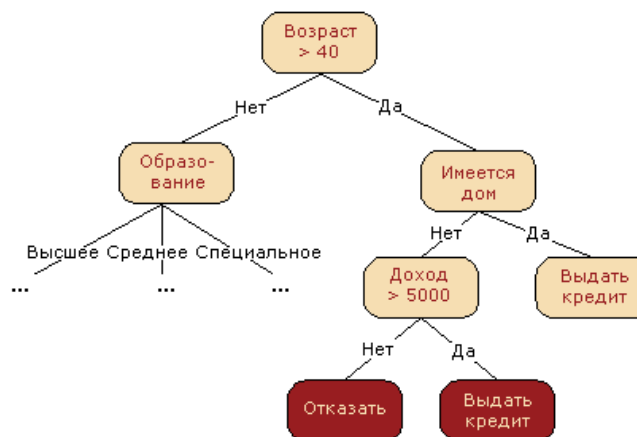 Возраст
> 40
Нет
Да
Образо-
вание
Имеется
дом
Высшее
Среднее
Специальное
Нет
Да
...
...
...
Доход
> 5000
Выдать
кредит
Нет
Да
Отказать
Выдать
кредит